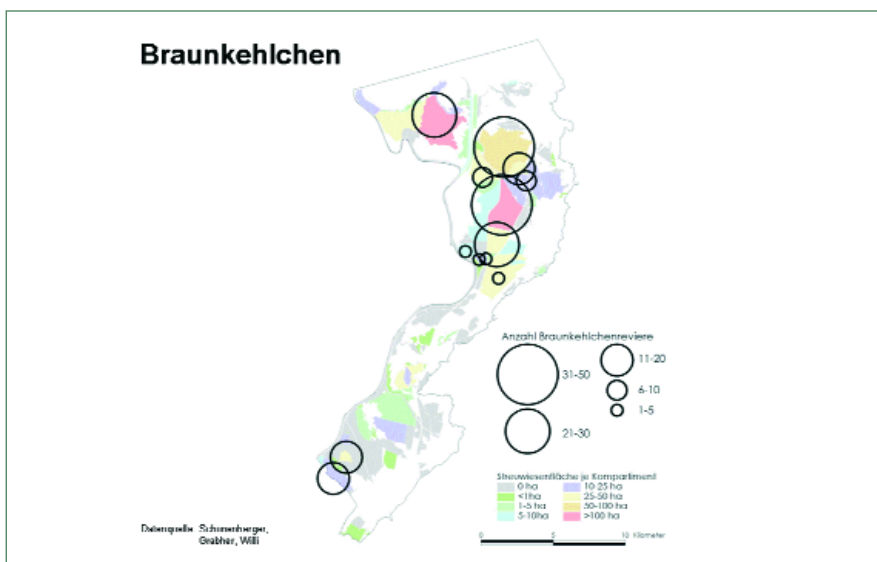 Braunkehlchen
Anzahl Braunkehlchenreviere
31-50
21-30
11-20
6-10
1-5
Streuwiesenfläche je Kompartiment
0 ha
<1ha
1-5 ha
5-10ha
10-25 ha
25-50 ha
50-100 ha
>100 ha
Datenquelle:
Grabher, Willi
0 5 10 Kilometer